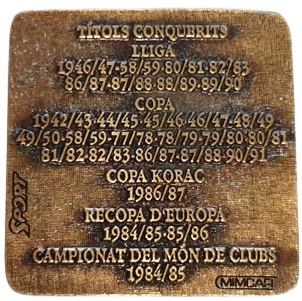 TÍTOLS CONQUERITS
LLIGA
1946/47-58/59-80/81-82/83
86/87-87/88-88/89-89/90
COPA
1942/43-44/45-45/46-46/47-48/49
49/50-58/59-77/78-78/79-79/80-80/81
81/82-82/83-86/87-87/88-90/91
COPA KORAC
1986/87
RECOPA D'EUROPA
1984/85-85/86
CAMPIONAT DEL MÓN DE CLUBS
1984/85
SPORT
MIMCAPI